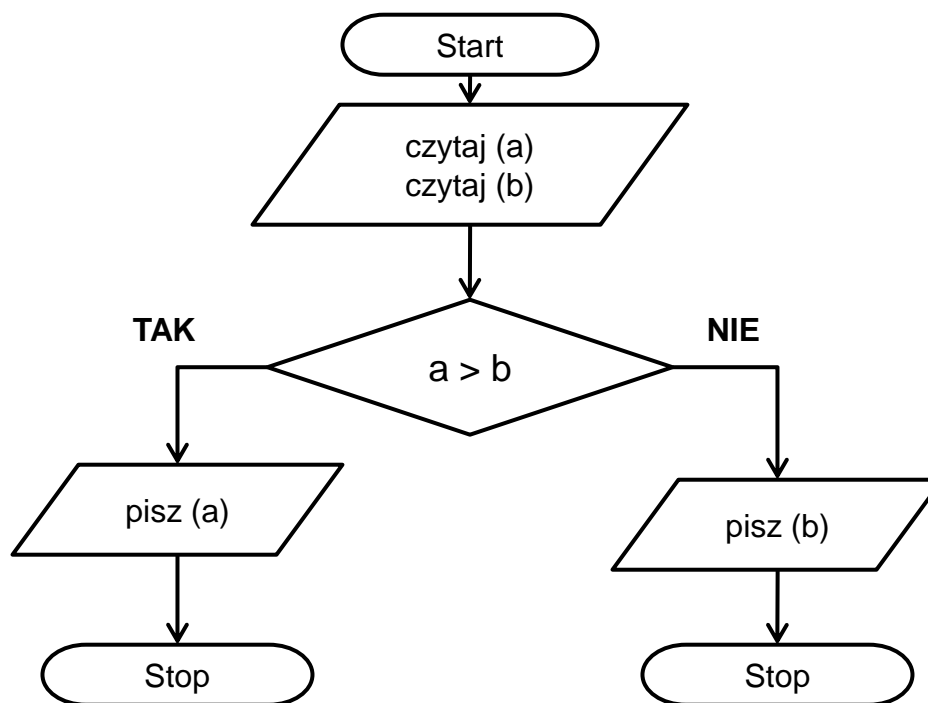 Start
czytaj (a)
czytaj (b)
TAK
NIE
a > b
pisz (a)
pisz (b)
Stop
Stop